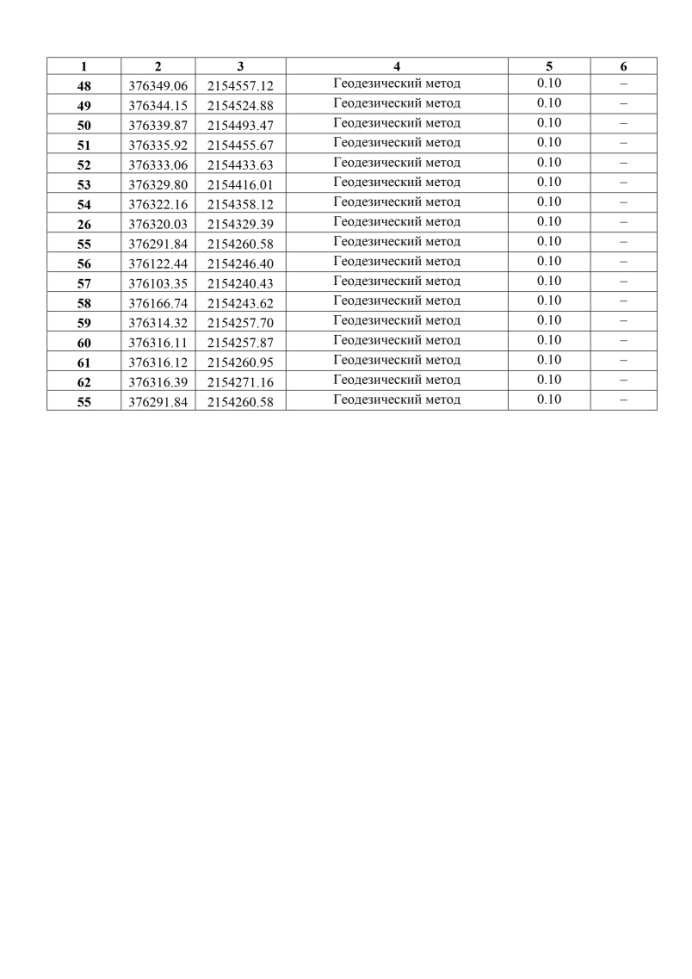 1 2 3 4 5 6
48 376349.06 2154557.12 Геодезический метод 0.10 –
49 376344.15 2154524.88 Геодезический метод 0.10 –
50 376339.87 2154493.47 Геодезический метод 0.10 –
51 376335.92 2154455.67 Геодезический метод 0.10 –
52 376333.06 2154433.63 Геодезический метод 0.10 –
53 376329.80 2154416.01 Геодезический метод 0.10 –
54 376322.16 2154358.12 Геодезический метод 0.10 –
26 376320.03 2154329.39 Геодезический метод 0.10 –
55 376291.84 2154260.58 Геодезический метод 0.10 –
56 376122.44 2154246.40 Геодезический метод 0.10 –
57 376103.35 2154240.43 Геодезический метод 0.10 –
58 376166.74 2154243.62 Геодезический метод 0.10 –
59 376314.32 2154257.70 Геодезический метод 0.10 –
60 376316.11 2154257.87 Геодезический метод 0.10 –
61 376316.12 2154260.95 Геодезический метод 0.10 –
62 376316.39 2154271.16 Геодезический метод 0.10 –
55 376291.84 2154260.58 Геодезический метод 0.10 –